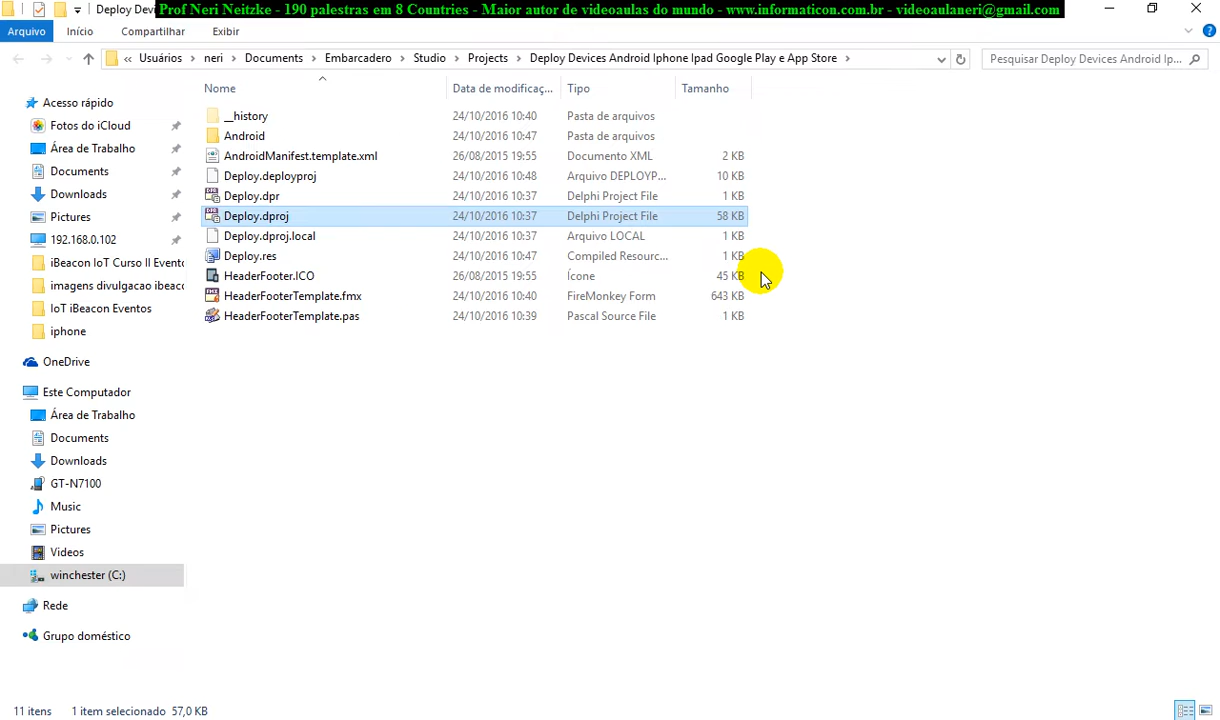 Deploy Devi
Prof Neri Neitzke - 190 palestras em 8 Countries - Maior autor de videoaulas do mundo - www.informaticon.com.br - videoaulaneri@gmail.com
Arquivo Início Compartilhar Exibir
« Usuários > neri > Documents > Embarcadero > Studio > Projects > Deploy Devices Android Iphone Ipad Google Play e App Store >
Pesquisar Deploy Devices Android Ip...
Nome Data de modificaç... Tipo Tamanho
__history 24/10/2016 10:40 Pasta de arquivos
Android 24/10/2016 10:47 Pasta de arquivos
AndroidManifest.template.xml 26/08/2015 19:55 Documento XML 2 KB
Deploy.deployproj 24/10/2016 10:48 Arquivo DEPLOYP... 10 KB
Deploy.dpr 24/10/2016 10:37 Delphi Project File 1 KB
Deploy.dproj 24/10/2016 10:37 Delphi Project File 58 KB
Deploy.dproj.local 24/10/2016 10:37 Arquivo LOCAL 1 KB
Deploy.res 24/10/2016 10:47 Compiled Resourc... 1 KB
HeaderFooter.ICO 26/08/2015 19:55 Ícone 45 KB
HeaderFooterTemplate.fmx 24/10/2016 10:40 FireMonkey Form 643 KB
HeaderFooterTemplate.pas 24/10/2016 10:39 Pascal Source File 1 KB
Acesso rápido
Fotos do iCloud
Área de Trabalho
Documents
Downloads
Pictures
192.168.0.102
iBeacon IoT Curso II Evento
imagens divulgacao ibeaco
IoT iBeacon Eventos
iphone
OneDrive
Este Computador
Área de Trabalho
Documents
Downloads
GT-N7100
Music
Pictures
Videos
winchester (C:)
Rede
Grupo doméstico
11 itens 1 item selecionado 57,0 KB